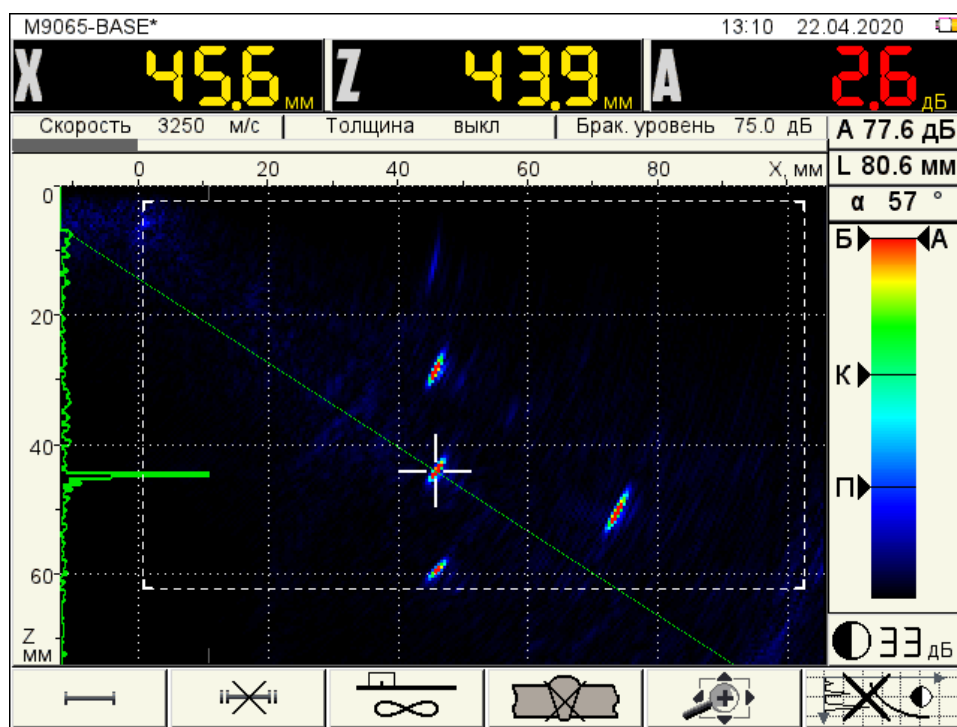 M9065-BASE* 13:10 22.04.2020
X 45.6 мм Z 43.9 мм A 2.6 дБ
Скорость 3250 м/с Толщина выкл Брак. уровень 75.0 дБ A 77.6 дБ
L 80.6 мм
α 57 °
0 20 40 60 80 X, мм
0
20
40
60
Z
мм
Б A
К
П
33 дБ